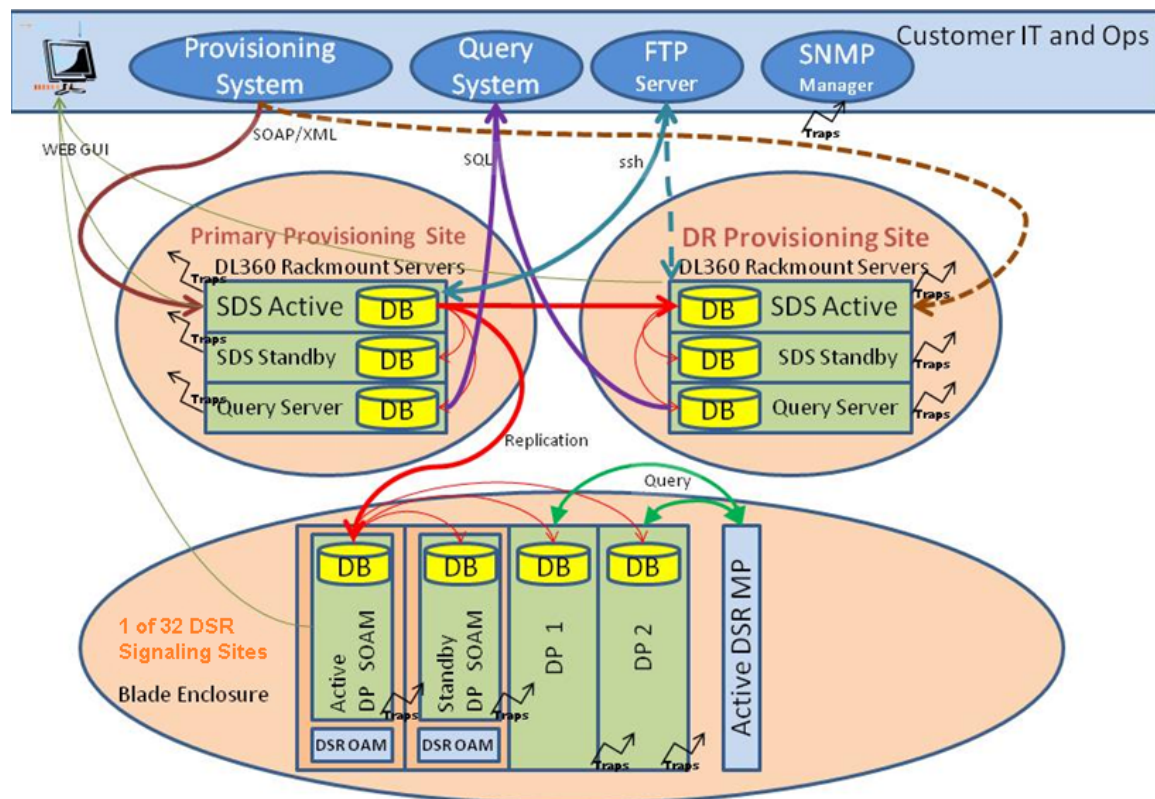 Customer IT and Ops
Provisioning
System
Query
System
FTP
Server
SNMP
Manager
Traps
WEB GUI
SOAP/XML
SQL
ssh
Primary Provisioning Site
DL360 Rackmount Servers
Traps
SDS Active
DB
Traps
SDS Standby
DB
Traps
Query Server
DB
DR Provisioning Site
DL360 Rackmount Servers
Traps
DB
SDS Active
DB
SDS Standby
Traps
DB
Query Server
Traps
Replication
Query
1 of 32 DSR
Signaling Sites
Blade Enclosure
DB
Active
DP SOAM
Traps
DSR OAM
DB
Standby
DP SOAM
Traps
DSR OAM
DB
DP 1
Traps
DB
DP 2
Traps
Active DSR MP